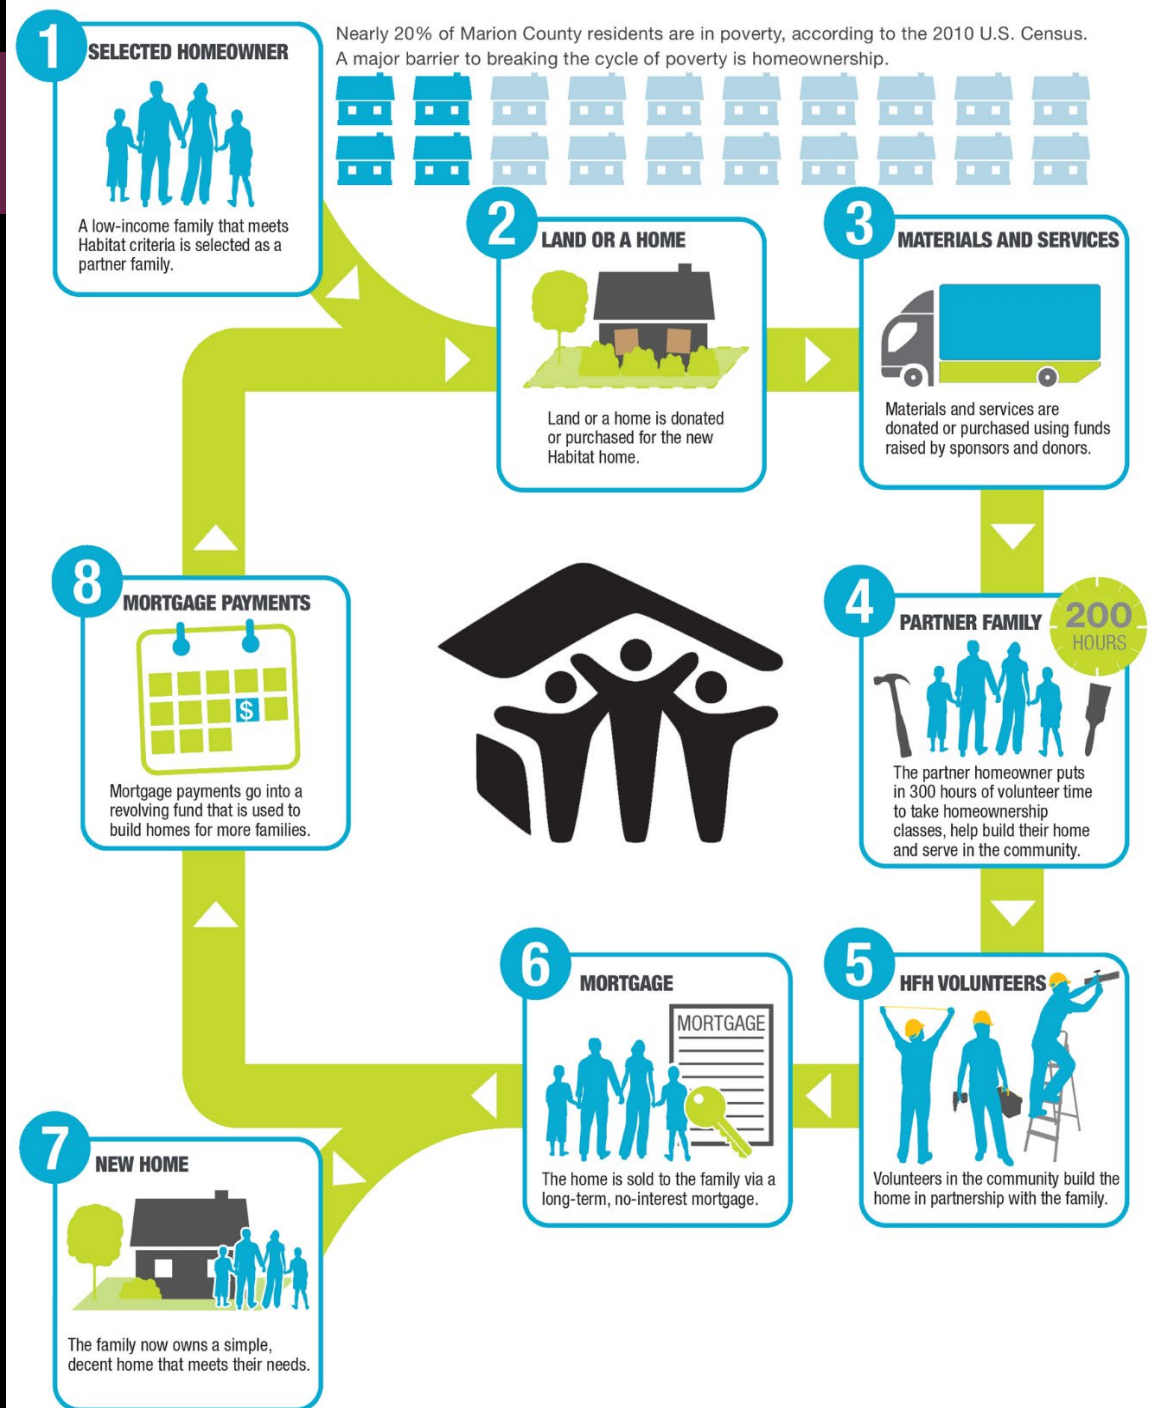 1
SELECTED HOMEOWNER
A low-income family that meets
Habitat criteria is selected as a
partner family.
Nearly 20% of Marion County residents are in poverty, according to the 2010 U.S. Census.
A major barrier to breaking the cycle of poverty is homeownership.
2
LAND OR A HOME
Land or a home is donated
or purchased for the new
Habitat home.
3
MATERIALS AND SERVICES
Materials and services are
donated or purchased using funds
raised by sponsors and donors.
4
PARTNER FAMILY
200
HOURS
The partner homeowner puts
in 300 hours of volunteer time
to take homeownership
classes, help build their home
and serve in the community.
5
HFH VOLUNTEERS
Volunteers in the community build the
home in partnership with the family.
6
MORTGAGE
MORTGAGE
The home is sold to the family via a
long-term, no-interest mortgage.
7
NEW HOME
The family now owns a simple,
decent home that meets their needs.
8
MORTGAGE PAYMENTS
$
Mortgage payments go into a
revolving fund that is used to
build homes for more families.